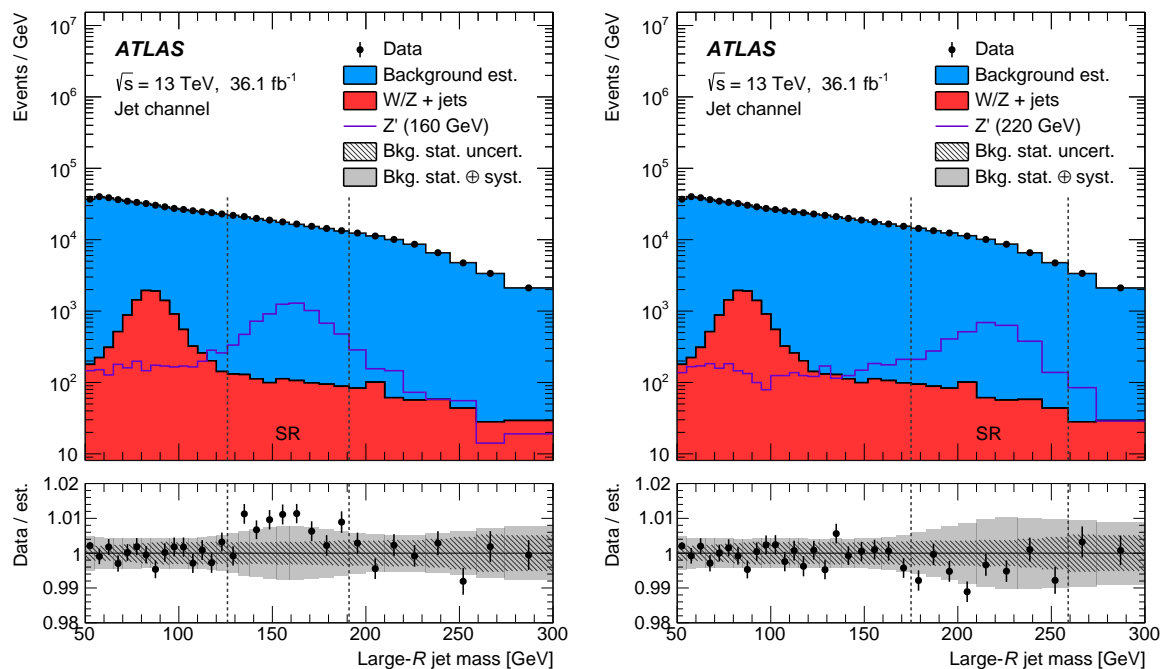 Events / GeV
10⁷
10⁶
10⁵
10⁴
10³
10²
10
ATLAS
√s = 13 TeV, 36.1 fb⁻¹
Jet channel
Data
Background est.
W/Z + jets
Z' (160 GeV)
Bkg. stat. uncert.
Bkg. stat. ⊕ syst.
SR
Data / est.
1.02
1.01
1
0.99
0.98
50 100 150 200 250 300
Large-R jet mass [GeV]
Events / GeV
10⁷
10⁶
10⁵
10⁴
10³
10²
10
ATLAS
√s = 13 TeV, 36.1 fb⁻¹
Jet channel
Data
Background est.
W/Z + jets
Z' (220 GeV)
Bkg. stat. uncert.
Bkg. stat. ⊕ syst.
SR
Data / est.
1.02
1.01
1
0.99
0.98
50 100 150 200 250 300
Large-R jet mass [GeV]